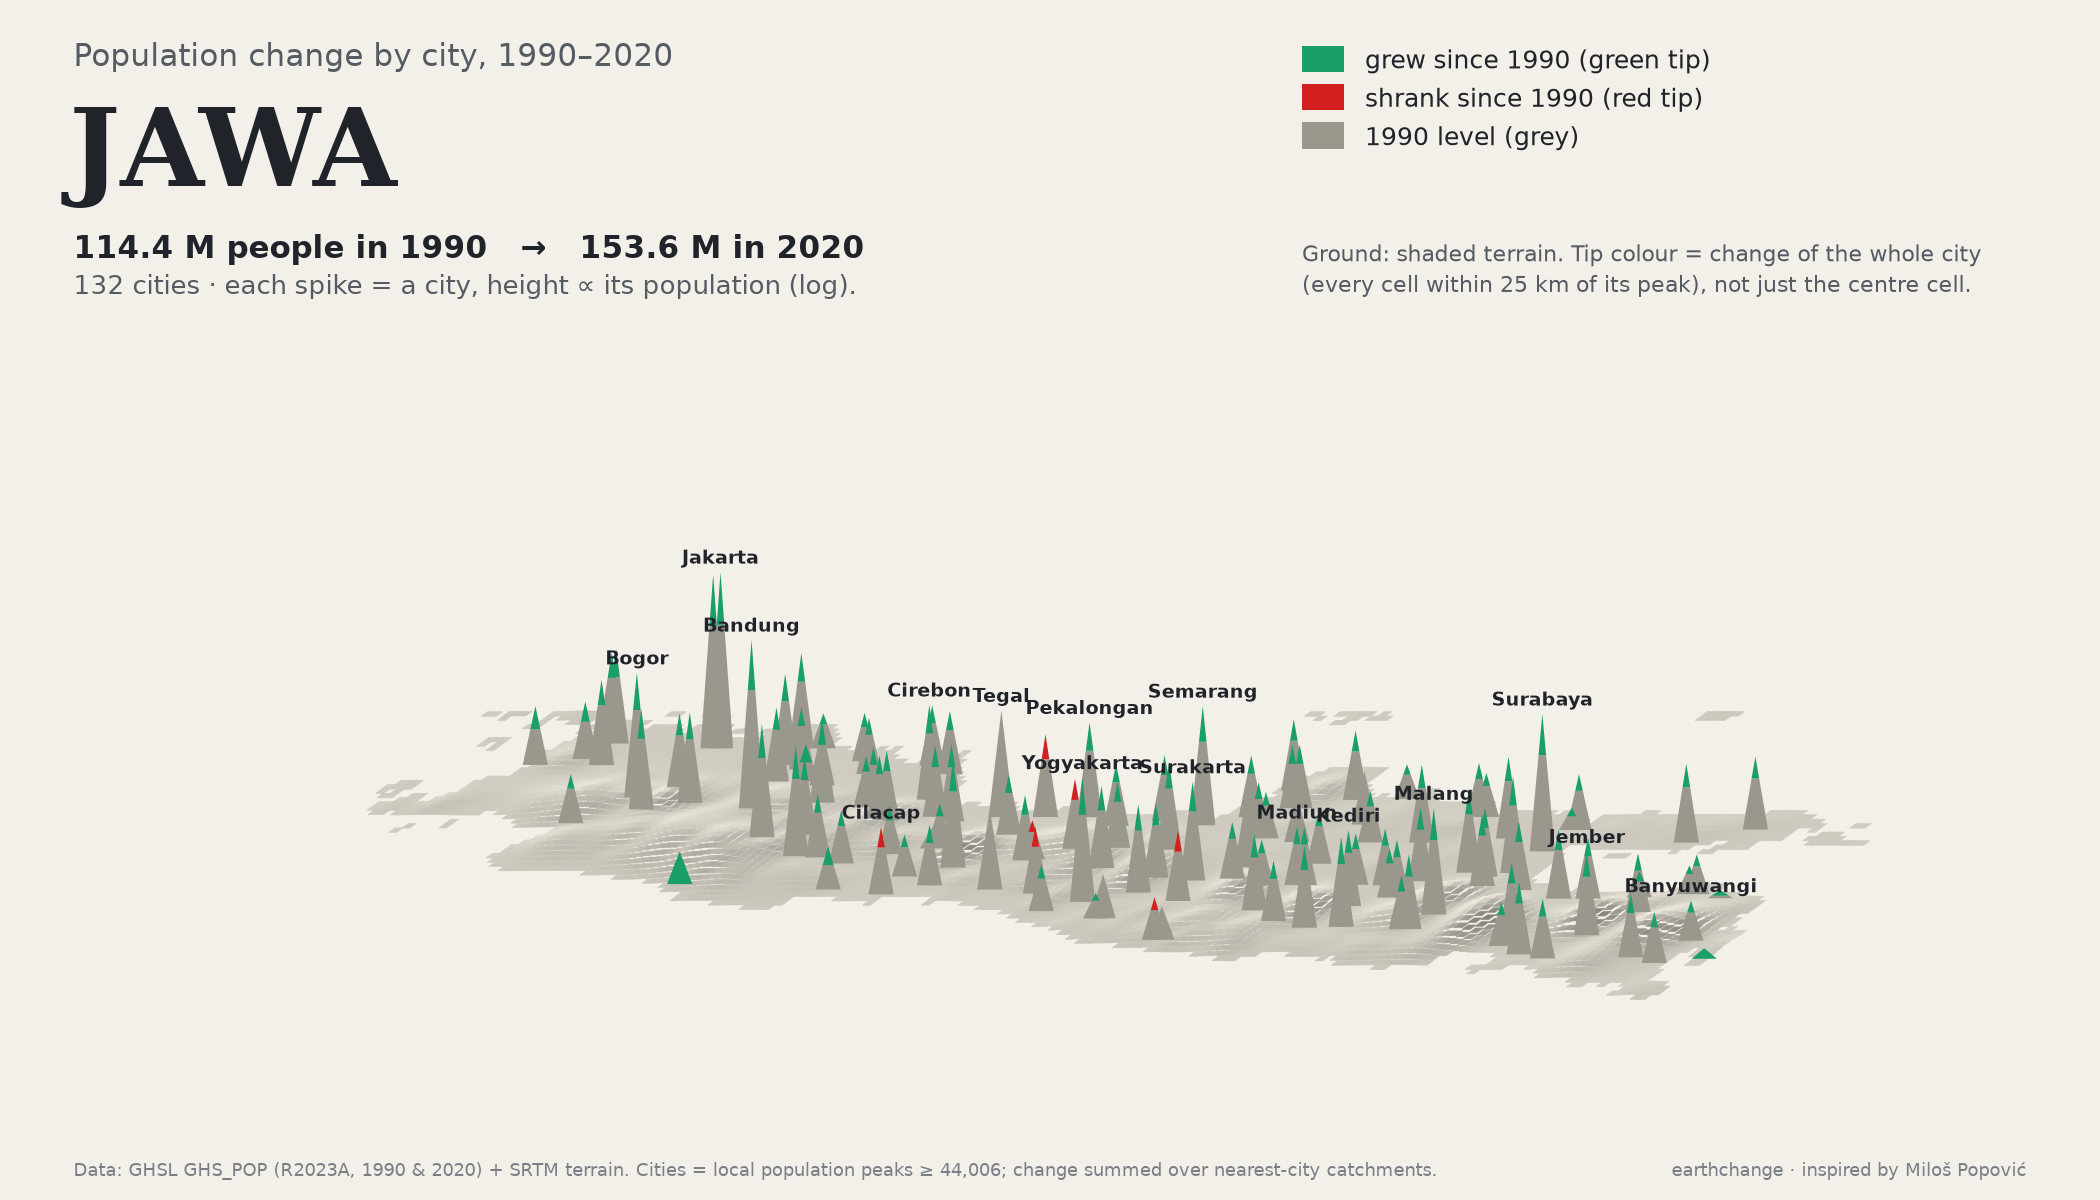 Population change by city, 1990–2020
JAWA
114.4 M people in 1990 → 153.6 M in 2020
132 cities · each spike = a city, height ∝ its population (log).
grew since 1990 (green tip)
shrank since 1990 (red tip)
1990 level (grey)
Ground: shaded terrain. Tip colour = change of the whole city
(every cell within 25 km of its peak), not just the centre cell.
Jakarta
Bandung
Bogor
Cirebon
Tegal
Pekalongan
Semarang
Surabaya
Yogyakarta
Surakarta
Malang
Cilacap
Madiun
Kediri
Jember
Banyuwangi
Data: GHSL GHS_POP (R2023A, 1990 & 2020) + SRTM terrain. Cities = local population peaks ≥ 44,006; change summed over nearest-city catchments.
earthchange · inspired by Miloš Popović